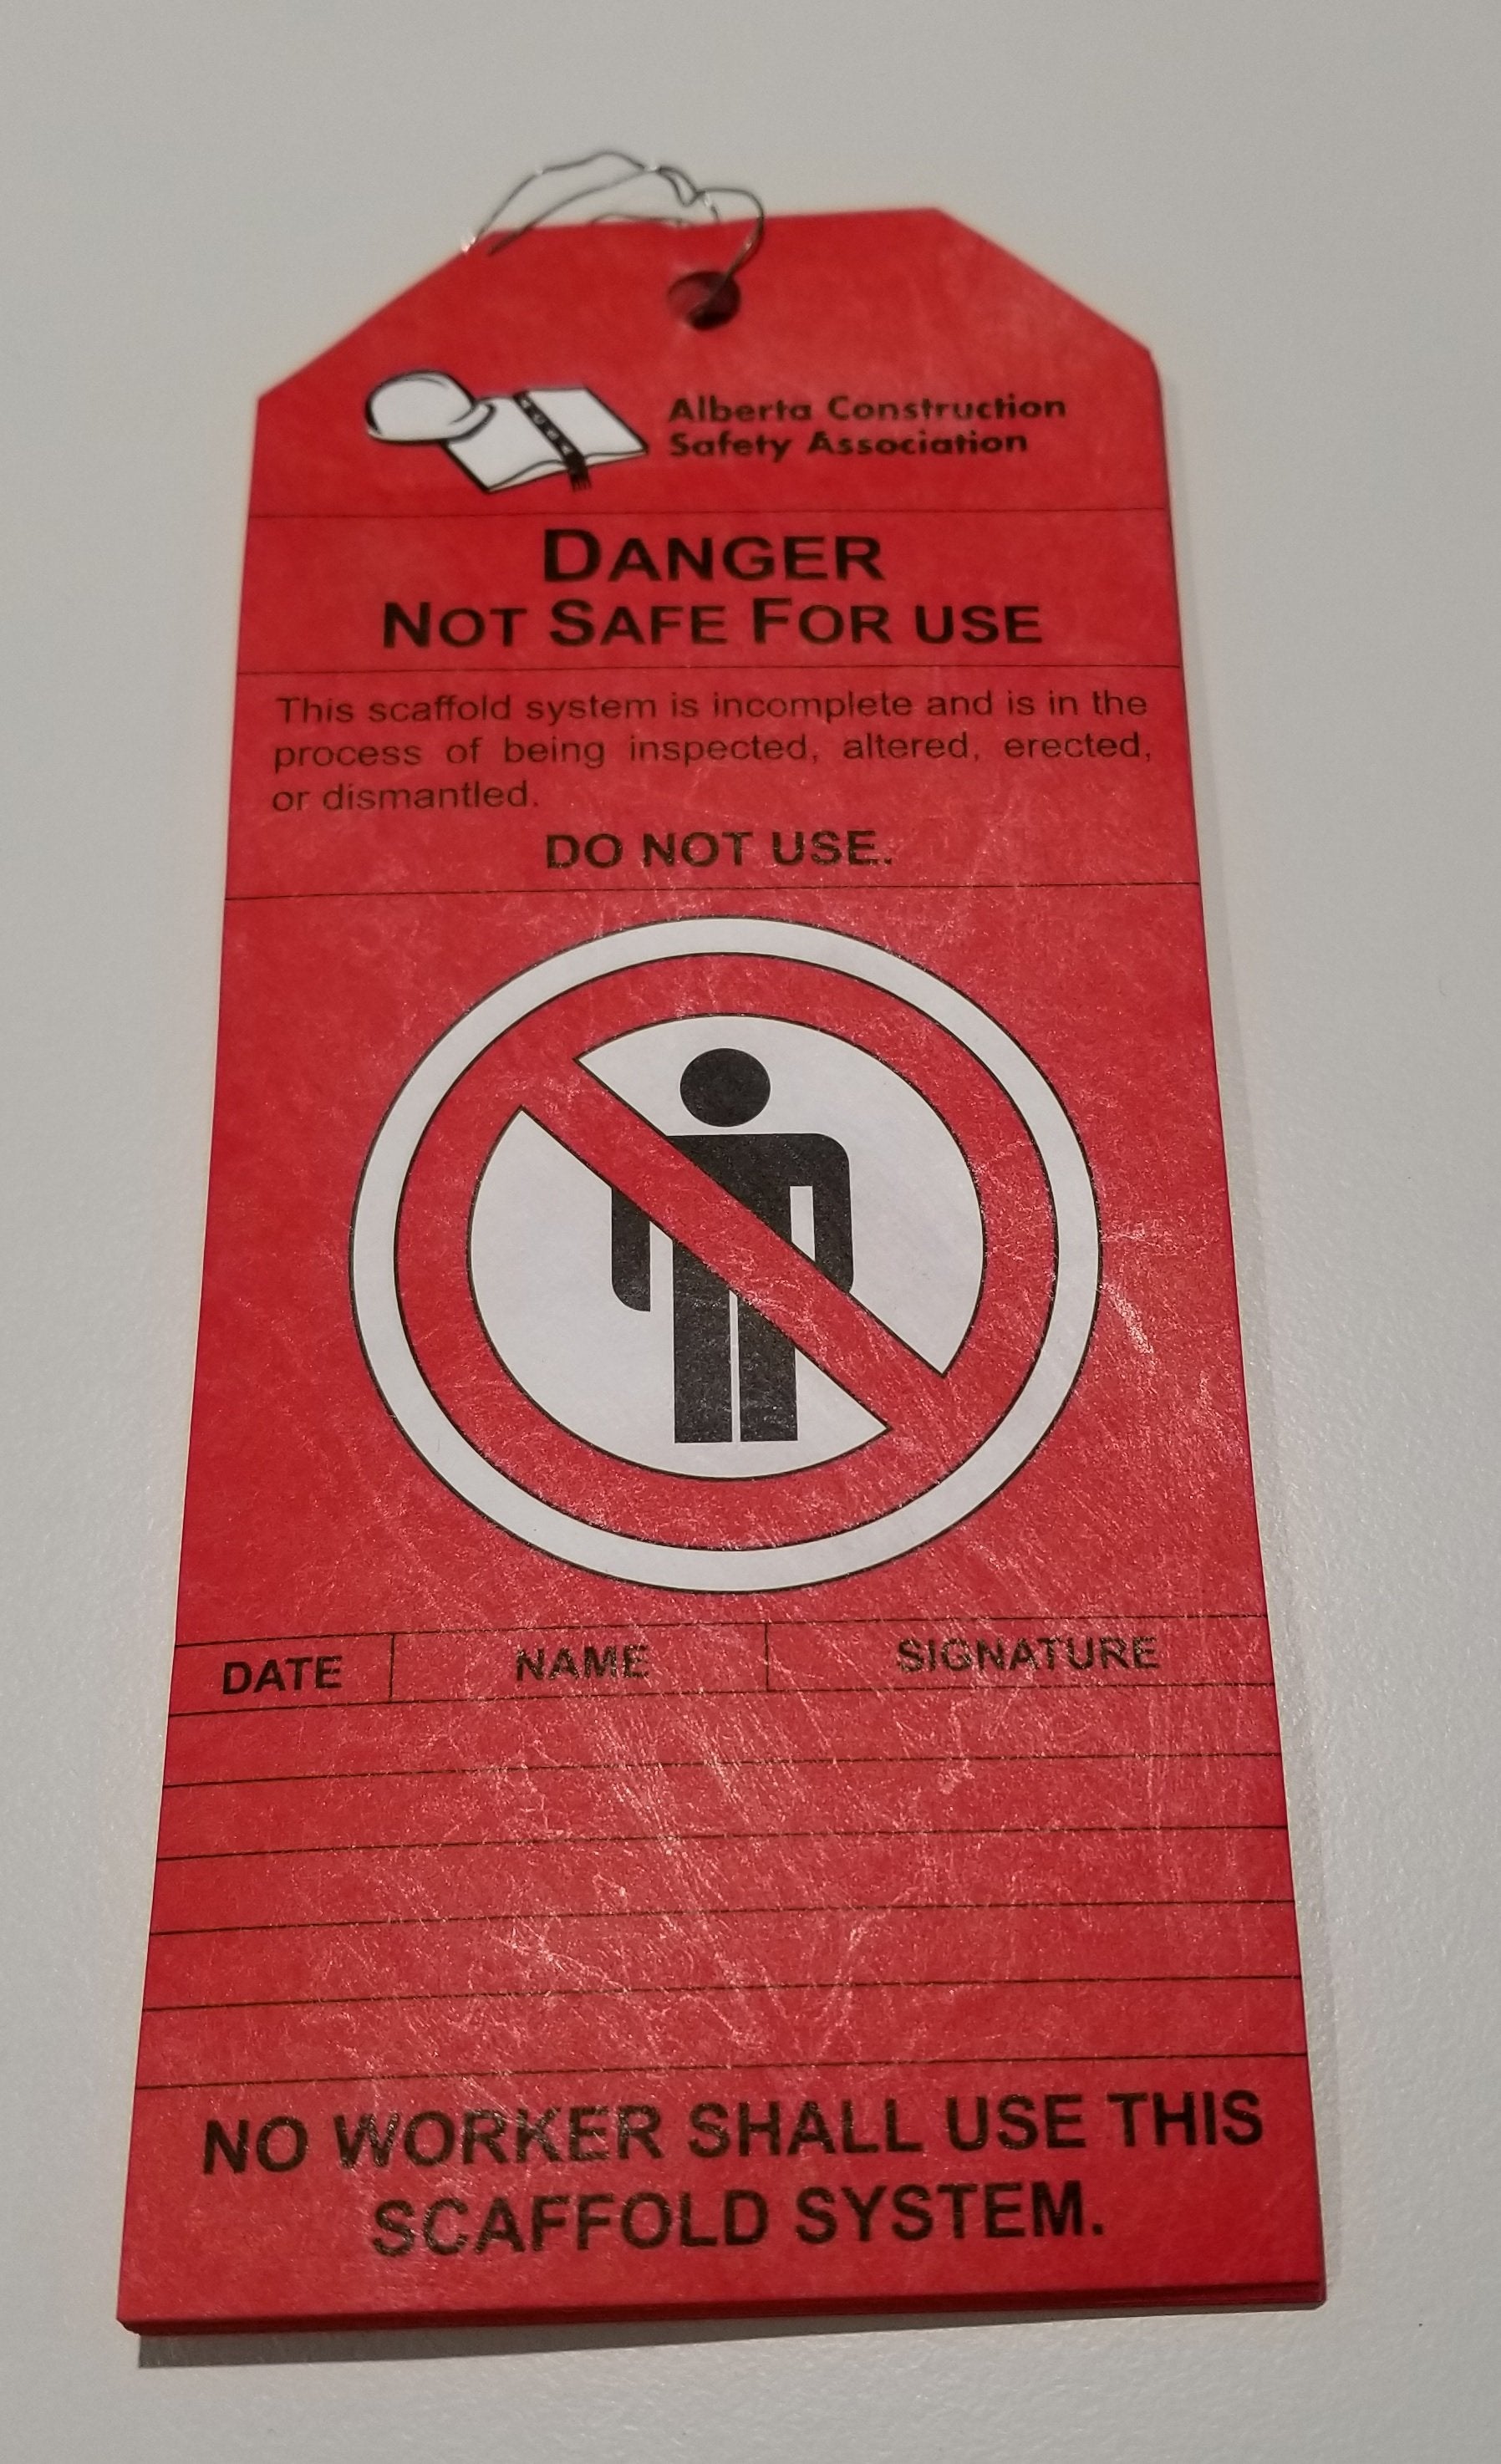 Alberta Construction
Safety Association
DANGER
NOT SAFE FOR USE
This scaffold system is incomplete and is in the
process of being inspected, altered, erected,
or dismantled.
DO NOT USE.
DATE NAME SIGNATURE
NO WORKER SHALL USE THIS
SCAFFOLD SYSTEM.